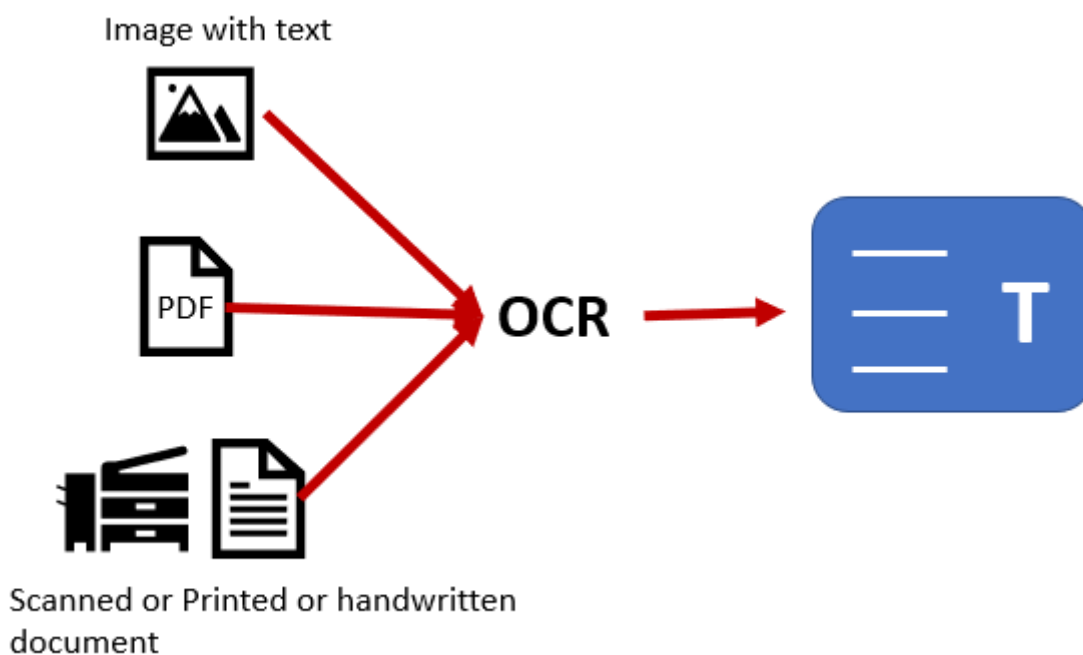 Image with text
PDF
OCR
T
Scanned or Printed or handwritten
document